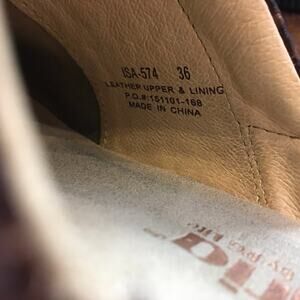 ISA-574 36
LEATHER UPPER & LINING
P.O.#:151101-168
MADE IN CHINA